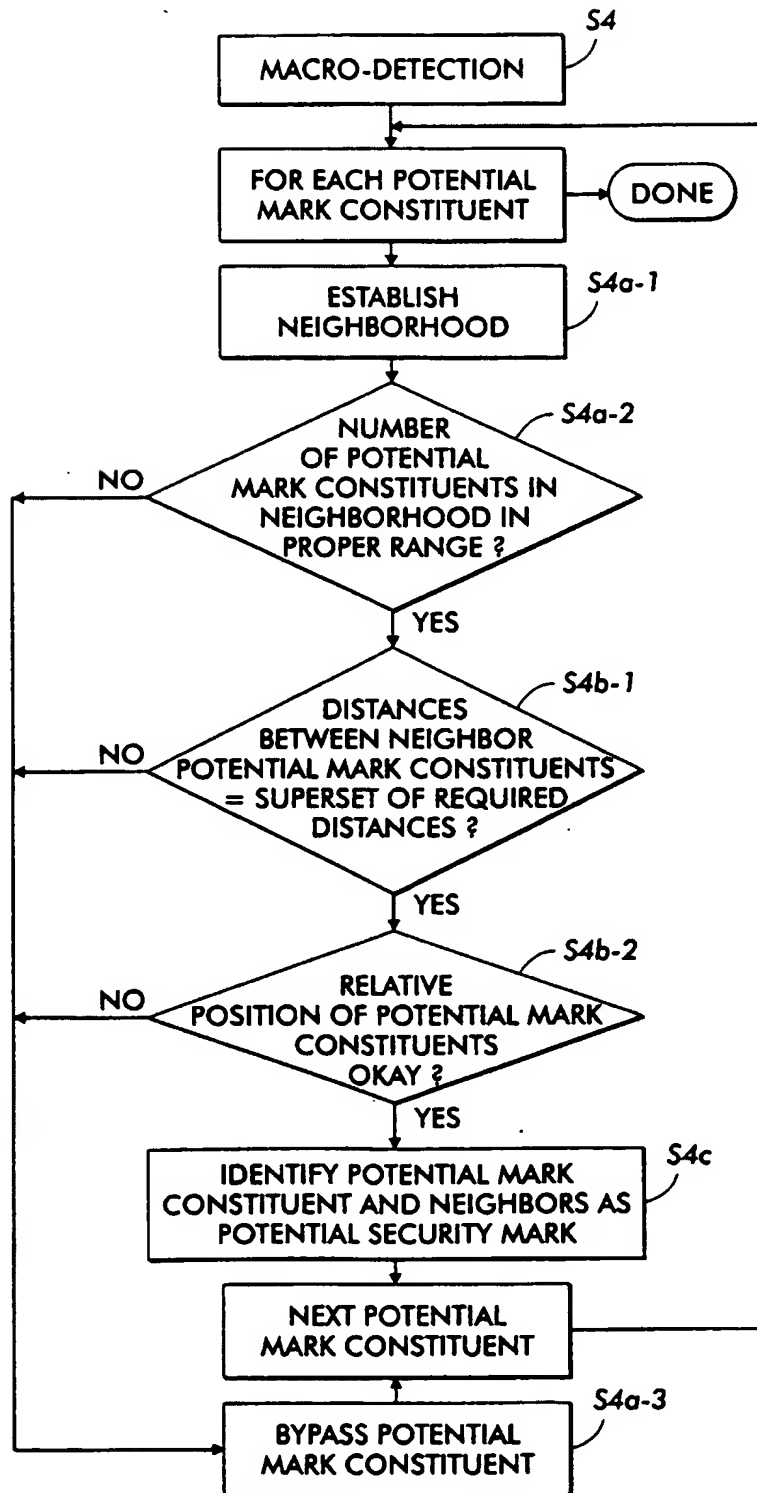 S4
MACRO-DETECTION
FOR EACH POTENTIAL
MARK CONSTITUENT
DONE
S4a-1
ESTABLISH
NEIGHBORHOOD
S4a-2
NUMBER
OF POTENTIAL
MARK CONSTITUENTS IN
NEIGHBORHOOD IN
PROPER RANGE ?
NO
YES
S4b-1
DISTANCES
BETWEEN NEIGHBOR
POTENTIAL MARK CONSTITUENTS
= SUPERSET OF REQUIRED
DISTANCES ?
NO
YES
S4b-2
RELATIVE
POSITION OF POTENTIAL MARK
CONSTITUENTS
OKAY ?
NO
YES
S4c
IDENTIFY POTENTIAL MARK
CONSTITUENT AND NEIGHBORS AS
POTENTIAL SECURITY MARK
NEXT POTENTIAL
MARK CONSTITUENT
S4a-3
BYPASS POTENTIAL
MARK CONSTITUENT